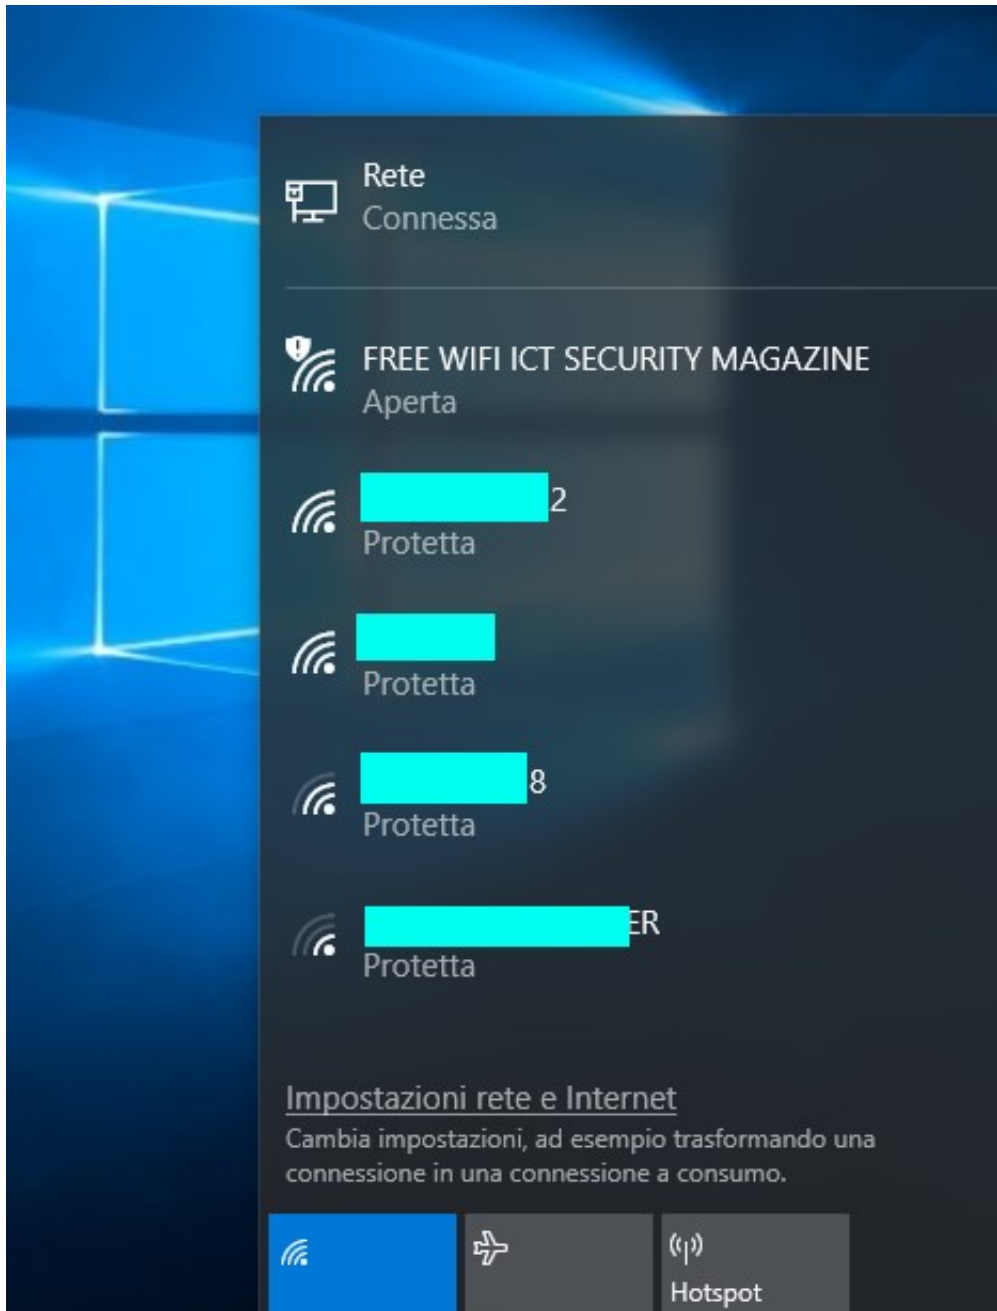 Rete
Connessa
FREE WIFI ICT SECURITY MAGAZINE
Aperta
2
Protetta
Protetta
8
Protetta
ER
Protetta
Impostazioni rete e Internet
Cambia impostazioni, ad esempio trasformando una
connessione in una connessione a consumo.
Hotspot